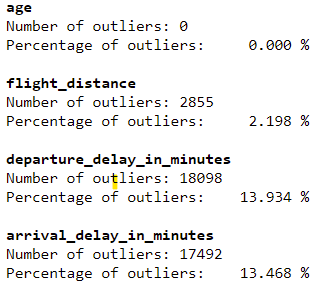 age
Number of outliers: 0
Percentage of outliers: 0.000 %
flight_distance
Number of outliers: 2855
Percentage of outliers: 2.198 %
departure_delay_in_minutes
Number of outliers: 18098
Percentage of outliers: 13.934 %
arrival_delay_in_minutes
Number of outliers: 17492
Percentage of outliers: 13.468 %